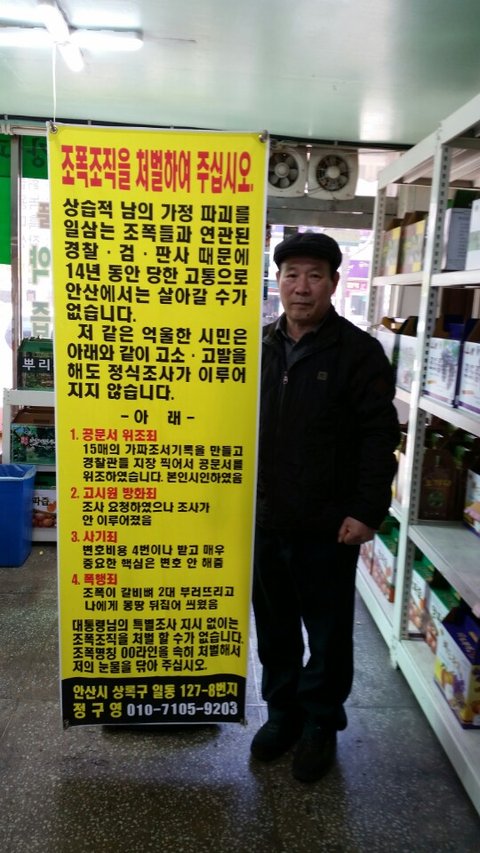 조폭조직을 처벌하여 주십시오.
상습적 남의 가정 파괴를
일삼는 조폭들과 연관된
경찰·검·판사 때문에
14년 동안 당한 고통으로
안산에서는 살아갈 수가
없습니다.
저 같은 억울한 시민은
아래와 같이 고소·고발을
해도 정식조사가 이루어
지지 않습니다.
-아 래-
1. 공문서 위조죄
15매의 가짜조서기록을 만들고
경찰관들 지장 찍어서 공문서를
위조하였습니다. 본인시인하였음
2. 고시원 방화죄
조사 요청하였으나 조사가
안 이루어졌음
3. 사기죄
변호비용 4번이나 받고 매우
중요한 핵심은 변호 안 해줌
4. 폭행죄
조폭이 갈비뼈 2대 부러뜨리고
나에게 몽땅 뒤집어 씌웠음
대통령님의 특별조사 지시 없이는
조폭조직을 처벌 할 수가 없습니다.
조폭명칭 00라인을 속히 처벌해서
저의 눈물을 닦아 주십시오.
안산시 상록구 일동 127-8번지
정구영 010-7105-9203
뿌리